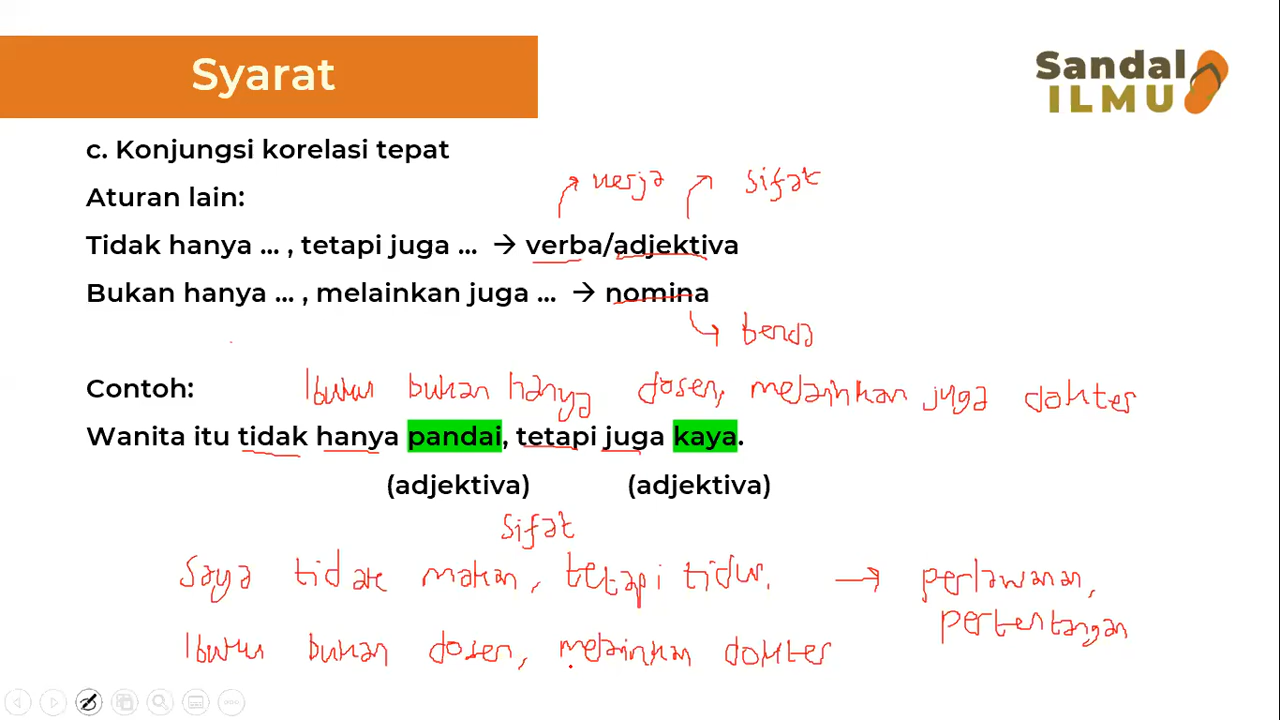 Syarat
Sandal
ILMU
c. Konjungsi korelasi tepat
kerja sifat
Aturan lain:
Tidak hanya ... , tetapi juga ... → verba/adjektiva
Bukan hanya ... , melainkan juga ... → nomina
benda
Contoh: Ibuku bukan hanya dosen, melainkan juga dokter
Wanita itu tidak hanya pandai, tetapi juga kaya.
(adjektiva) (adjektiva)
sifat
Saya tidak makan, tetapi tidur. → perlawanan,
pertentangan
Ibuku bukan dosen, melainkan dokter